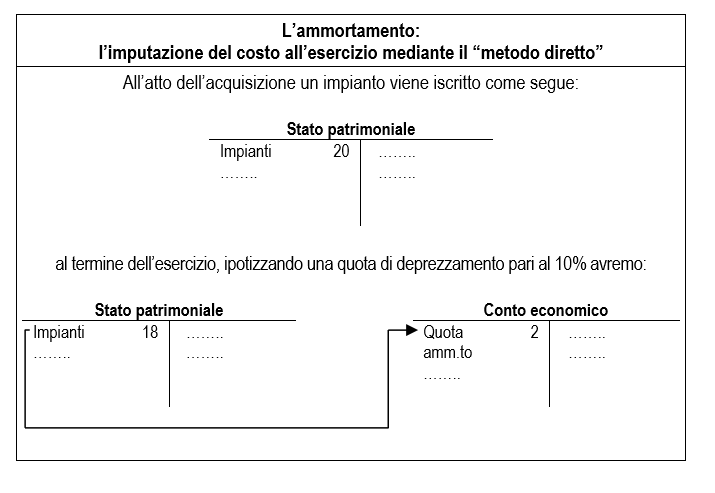 L’ammortamento:
l’imputazione del costo all’esercizio mediante il “metodo diretto”
All’atto dell’acquisizione un impianto viene iscritto come segue:
Stato patrimoniale
Impianti 20 ……..
…….. ……..
al termine dell’esercizio, ipotizzando una quota di deprezzamento pari al 10% avremo:
Stato patrimoniale
Impianti 18 ……..
…….. ……..
Conto economico
Quota 2 ……..
amm.to ……..
……..